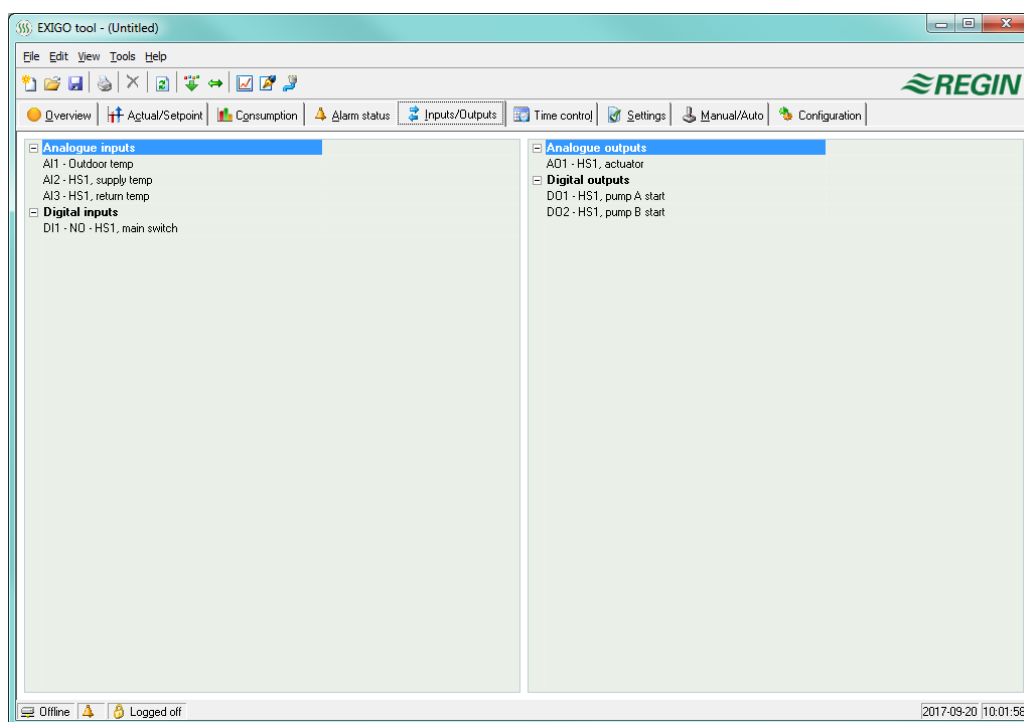 EXIGO tool - (Untitled)
File Edit View Tools Help
REGIN
Overview Actual/Setpoint Consumption Alarm status Inputs/Outputs Time control Settings Manual/Auto Configuration
Analogue inputs
AI1 - Outdoor temp
AI2 - HS1, supply temp
AI3 - HS1, return temp
Digital inputs
DI1 - NO - HS1, main switch
Analogue outputs
AO1 - HS1, actuator
Digital outputs
DO1 - HS1, pump A start
DO2 - HS1, pump B start
Offline Logged off 2017-09-20 10:01:58